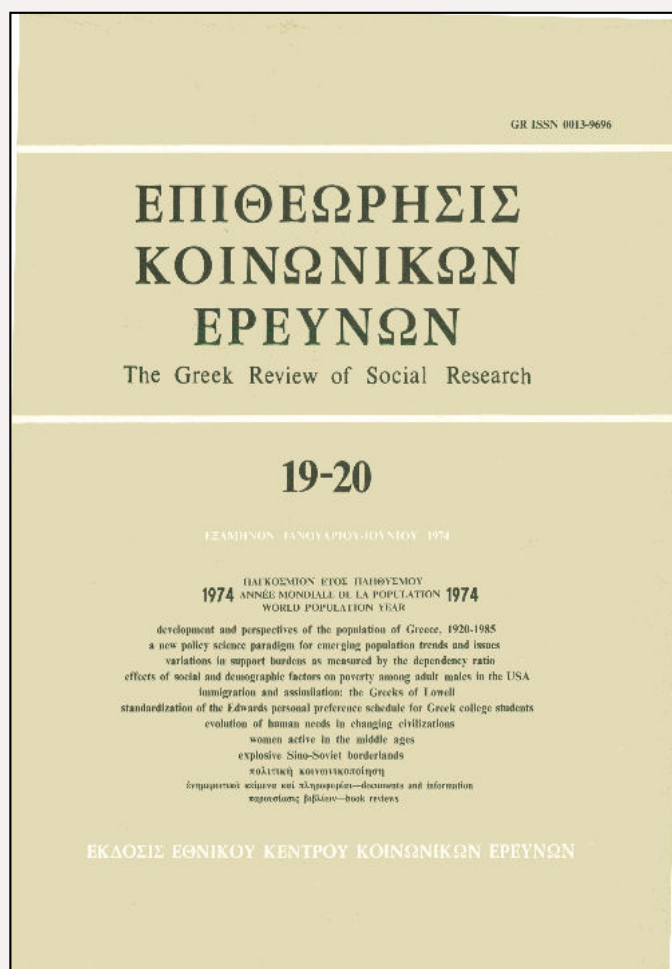 GR ISSN 0013-9696
ΕΠΙΘΕΩΡΗΣΙΣ
ΚΟΙΝΩΝΙΚΩΝ
ΕΡΕΥΝΩΝ
The Greek Review of Social Research
19-20
ΕΞΑΜΗΝΟΝ ΙΑΝΟΥΑΡΙΟΥ-ΙΟΥΝΙΟΥ 1974
ΠΑΓΚΟΣΜΙΟΝ ΕΤΟΣ ΠΛΗΘΥΣΜΟΥ
1974 ANNÉE MONDIALE DE LA POPULATION 1974
WORLD POPULATION YEAR
development and perspectives of the population of Greece, 1920-1985
a new policy science paradigm for emerging population trends and issues
variations in support burdens as measured by the dependency ratio
effects of social and demographic factors on poverty among adult males in the USA
immigration and assimilation: the Greeks of Lowell
standardization of the Edwards personal preference schedule for Greek college students
evolution of human needs in changing civilizations
women active in the middle ages
explosive Sino-Soviet borderlands
πολιτικὴ κοινωνικοποίηση
ἐνημερωτικὰ κείμενα καὶ πληροφορίαι—documents and information
παρουσίασις βιβλίων—book reviews
ΕΚΔΟΣΙΣ ΕΘΝΙΚΟΥ ΚΕΝΤΡΟΥ ΚΟΙΝΩΝΙΚΩΝ ΕΡΕΥΝΩΝ